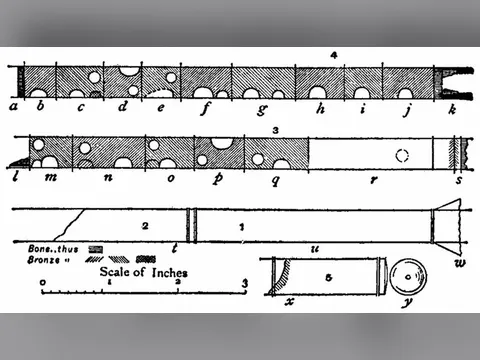 4
a b c d e f g h i j k
3
l m n o p q r s
2 1
t u w
Bone..thus
Bronze "
Scale of Inches
5
0 1 2 3
x y